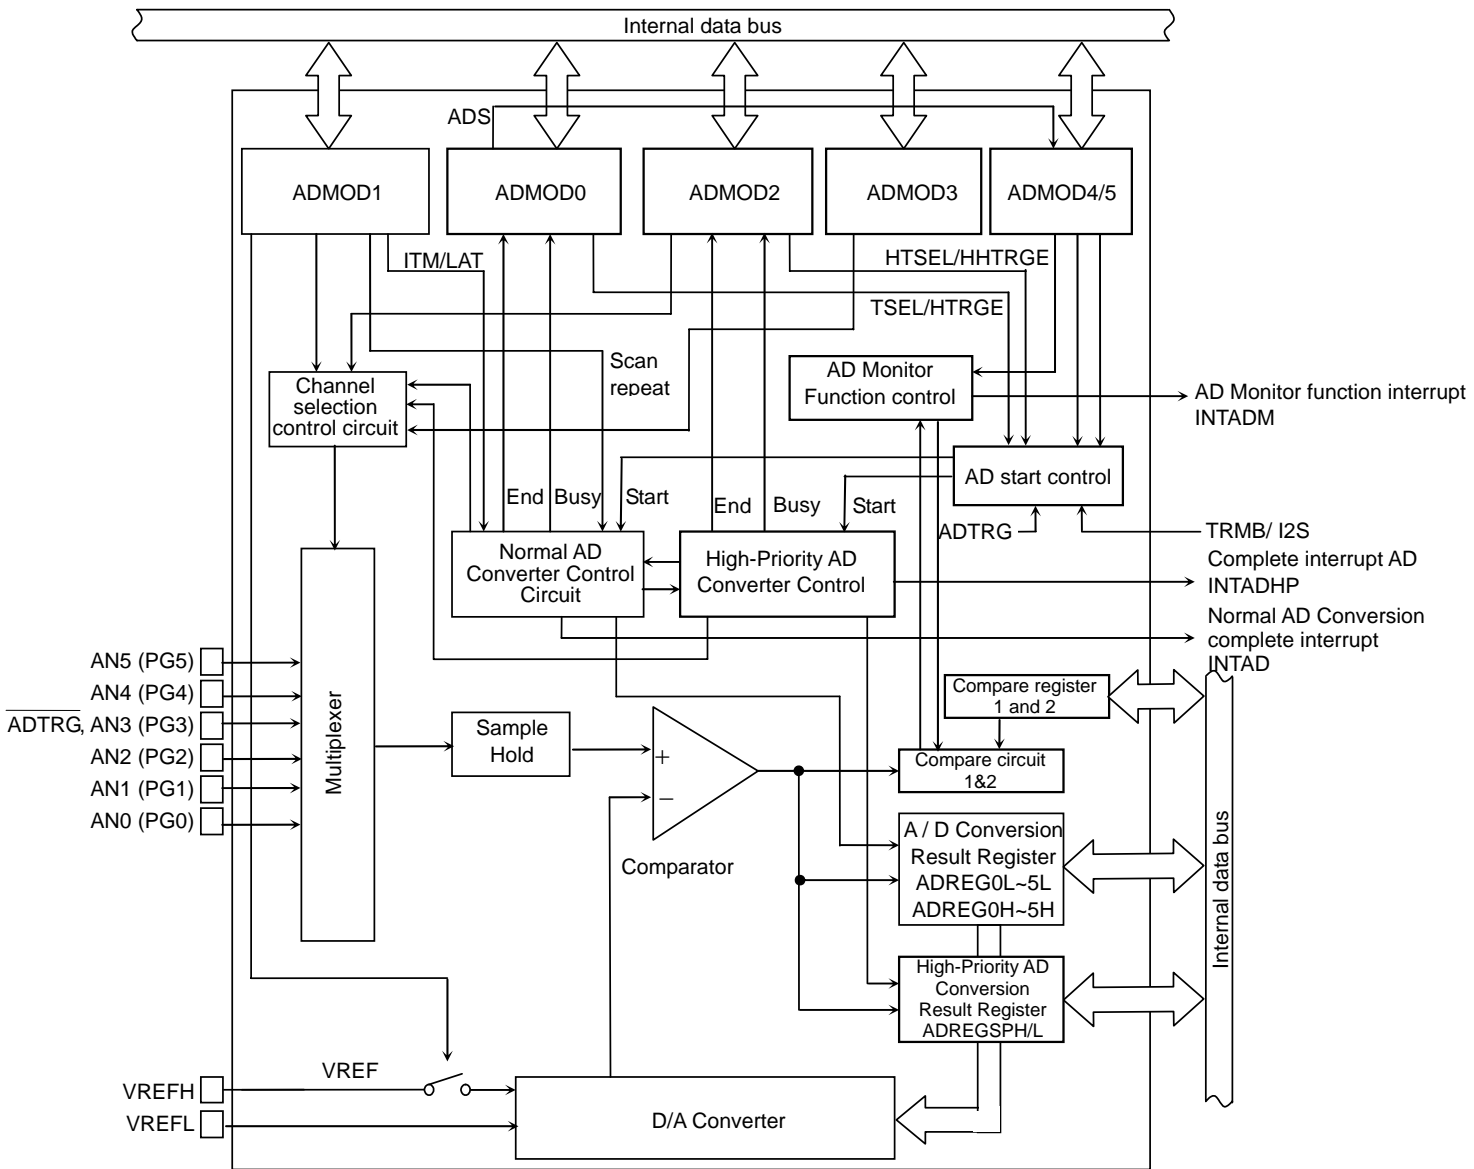 Internal data bus
ADS
ADMOD1
ADMOD0
ADMOD2
ADMOD3
ADMOD4/5
ITM/LAT
HTSEL/HHTRGE
TSEL/HTRGE
Scan
repeat
Channel
selection
control circuit
AD Monitor
Function control
AD Monitor function interrupt
INTADM
AD start control
End
Busy
Start
End
Busy
Start
ADTRG
TRMB/ I2S
Normal AD
Converter Control
Circuit
High-Priority AD
Converter Control
Complete interrupt AD
INTADHP
Normal AD Conversion
complete interrupt
INTAD
AN5 (PG5)
AN4 (PG4)
ADTRG, AN3 (PG3)
AN2 (PG2)
AN1 (PG1)
AN0 (PG0)
Multiplexer
Sample
Hold
+
−
Comparator
Compare register
1 and 2
Compare circuit
1&2
A / D Conversion
Result Register
ADREG0L~5L
ADREG0H~5H
High-Priority AD
Conversion
Result Register
ADREGSPH/L
Internal data bus
VREF
VREFH
VREFL
D/A Converter